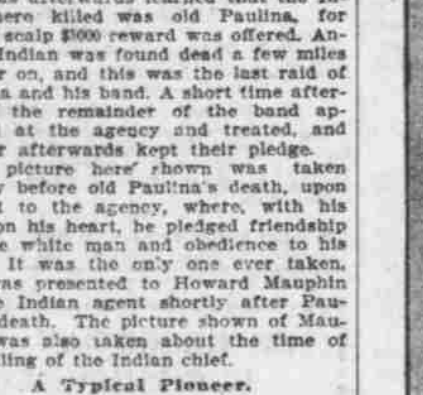 here killed was old Paulina, for
scalp $1000 reward was offered. An-
Indian was found dead a few miles
r on, and this was the last raid of
a and his band. A short time after-
the remainder of the band ap-
at the agency and treated, and
r afterwards kept their pledge.
picture here shown was taken
y before old Paulina's death, upon
t to the agency, where, with his
on his heart, he pledged friendship
e white man and obedience to his
It was the only one ever taken,
as presented to Howard Mauphin
e Indian agent shortly after Pau-
death. The picture shown of Mau-
was also taken about the time of
ling of the Indian chief.
A Typical Pioneer.